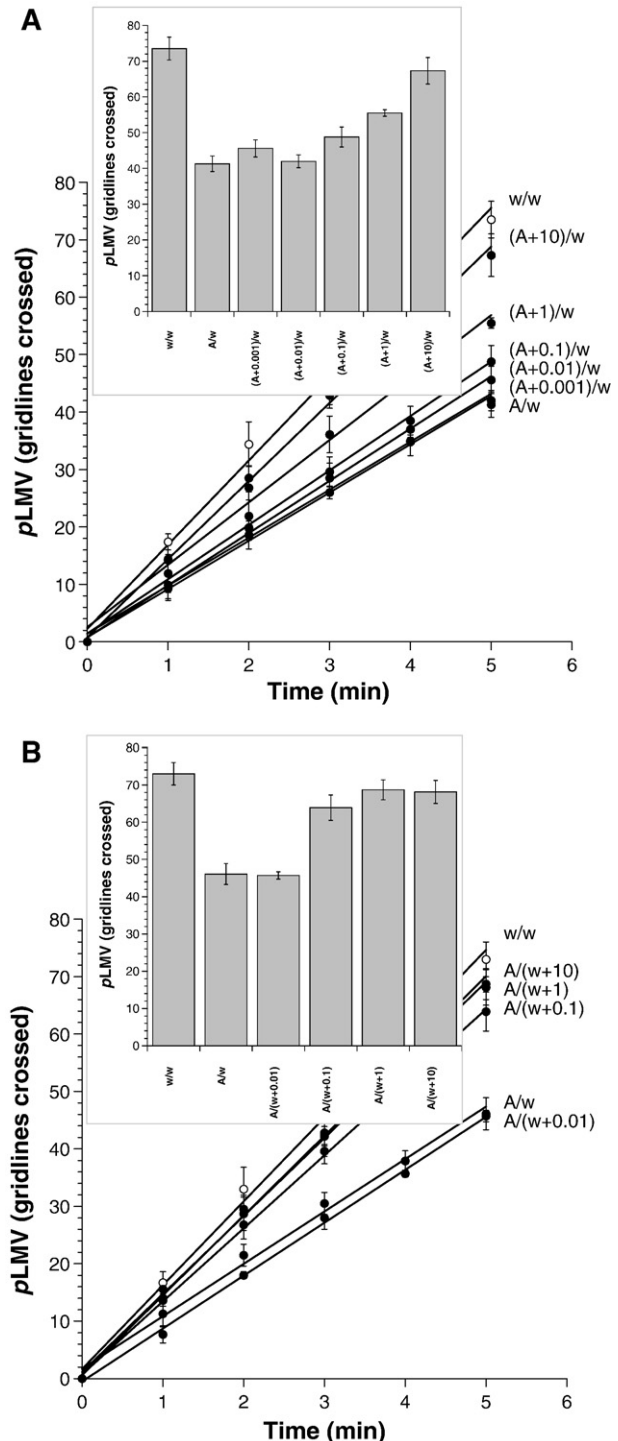 A
pLMV (gridlines crossed)
80
70
60
50
40
30
20
10
0
w/w
A/w
(A+0.001)/w
(A+0.01)/w
(A+0.1)/w
(A+1)/w
(A+10)/w
pLMV (gridlines crossed)
80
70
60
50
40
30
20
10
0
w/w
(A+10)/w
(A+1)/w
(A+0.1)/w
(A+0.01)/w
(A+0.001)/w
A/w
0 1 2 3 4 5 6
Time (min)
B
pLMV (gridlines crossed)
80
70
60
50
40
30
20
10
0
w/w
A/w
A/(w+0.01)
A/(w+0.1)
A/(w+1)
A/(w+10)
pLMV (gridlines crossed)
80
70
60
50
40
30
20
10
0
w/w
A/(w+10)
A/(w+1)
A/(w+0.1)
A/w
A/(w+0.01)
0 1 2 3 4 5 6
Time (min)